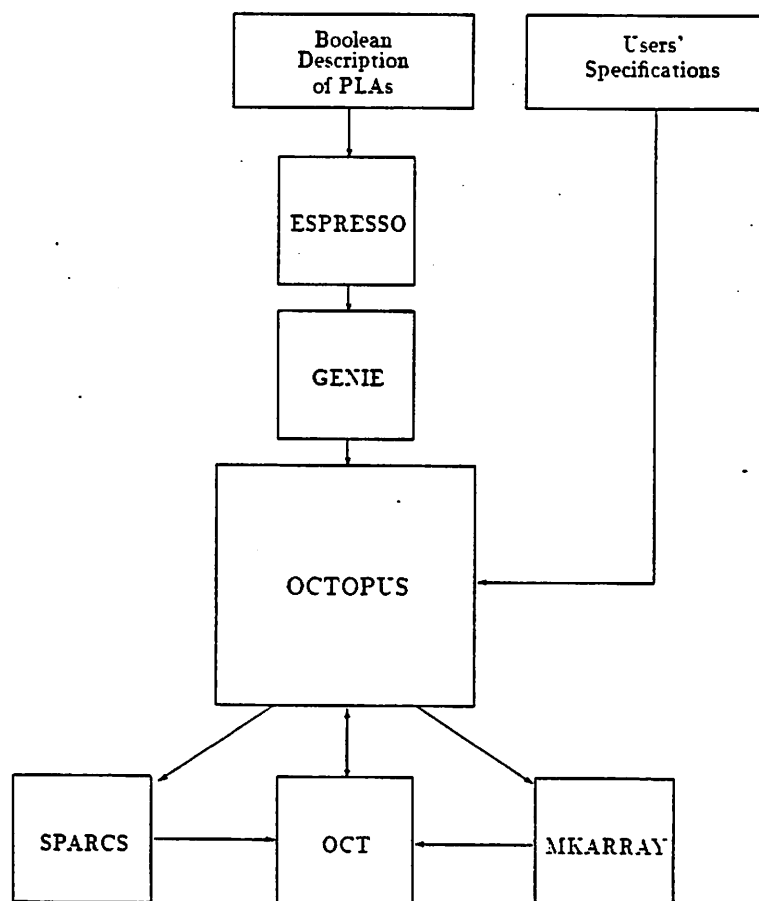 Boolean
Description
of PLAs
Users'
Specifications
ESPRESSO
GENIE
OCTOPUS
SPARCS
OCT
MKARRAY